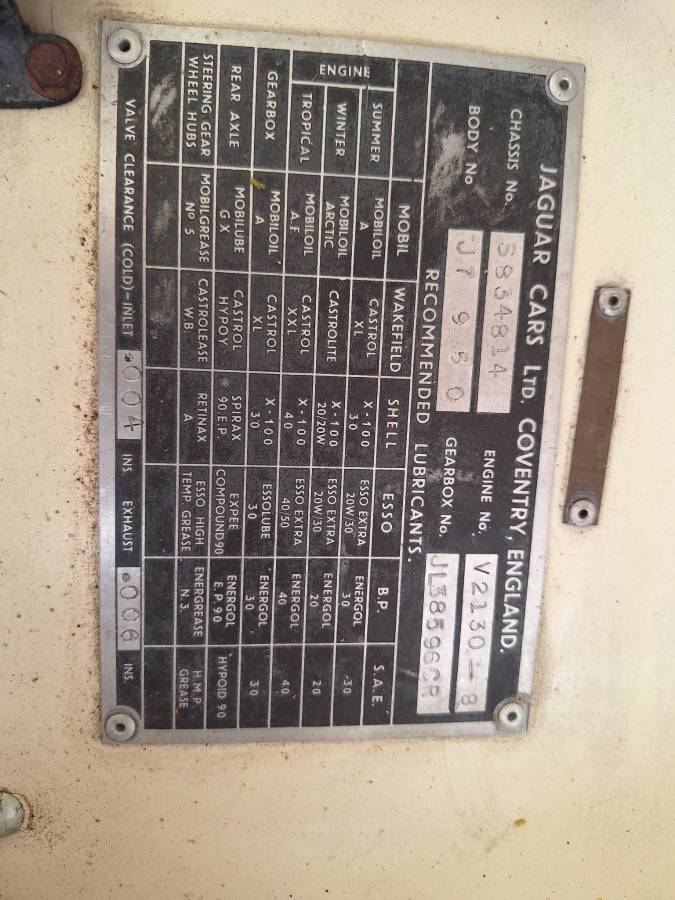 JAGUAR CARS LTD. COVENTRY, ENGLAND.
CHASSIS No. S834814 ENGINE No. V2130-8
BODY No J7950 GEARBOX No. JL38596CR
RECOMMENDED LUBRICANTS.
MOBIL WAKEFIELD SHELL ESSO B.P. S.A.E.
ENGINE
SUMMER MOBILOIL A CASTROL XL X-100 30 ESSO EXTRA 20W/30 ENERGOL 30 30
WINTER MOBILOIL ARCTIC CASTROLITE X-100 20/20W ESSO EXTRA 20W/30 ENERGOL 20 20
TROPICAL MOBILOIL A.F. CASTROL XXL X-100 40 ESSO EXTRA 40/50 ENERGOL 40 40
GEARBOX MOBILOIL A CASTROL XL X-100 30 ESSOLUBE 30 ENERGOL 30 30
REAR AXLE MOBILUBE GX CASTROL HYPOY SPIRAX 90.E.P. EXPEE COMPOUND 90 ENERGOL E.P. 90 HYPOID 90
STEERING GEAR WHEEL HUBS MOBILGREASE Nº 5 CASTROLEASE W.B. RETINAX A ESSO HIGH TEMP. GREASE ENERGREASE N.3. H.M.P. GREASE
VALVE CLEARANCE (COLD)-INLET .004 INS. EXHAUST .006 INS.